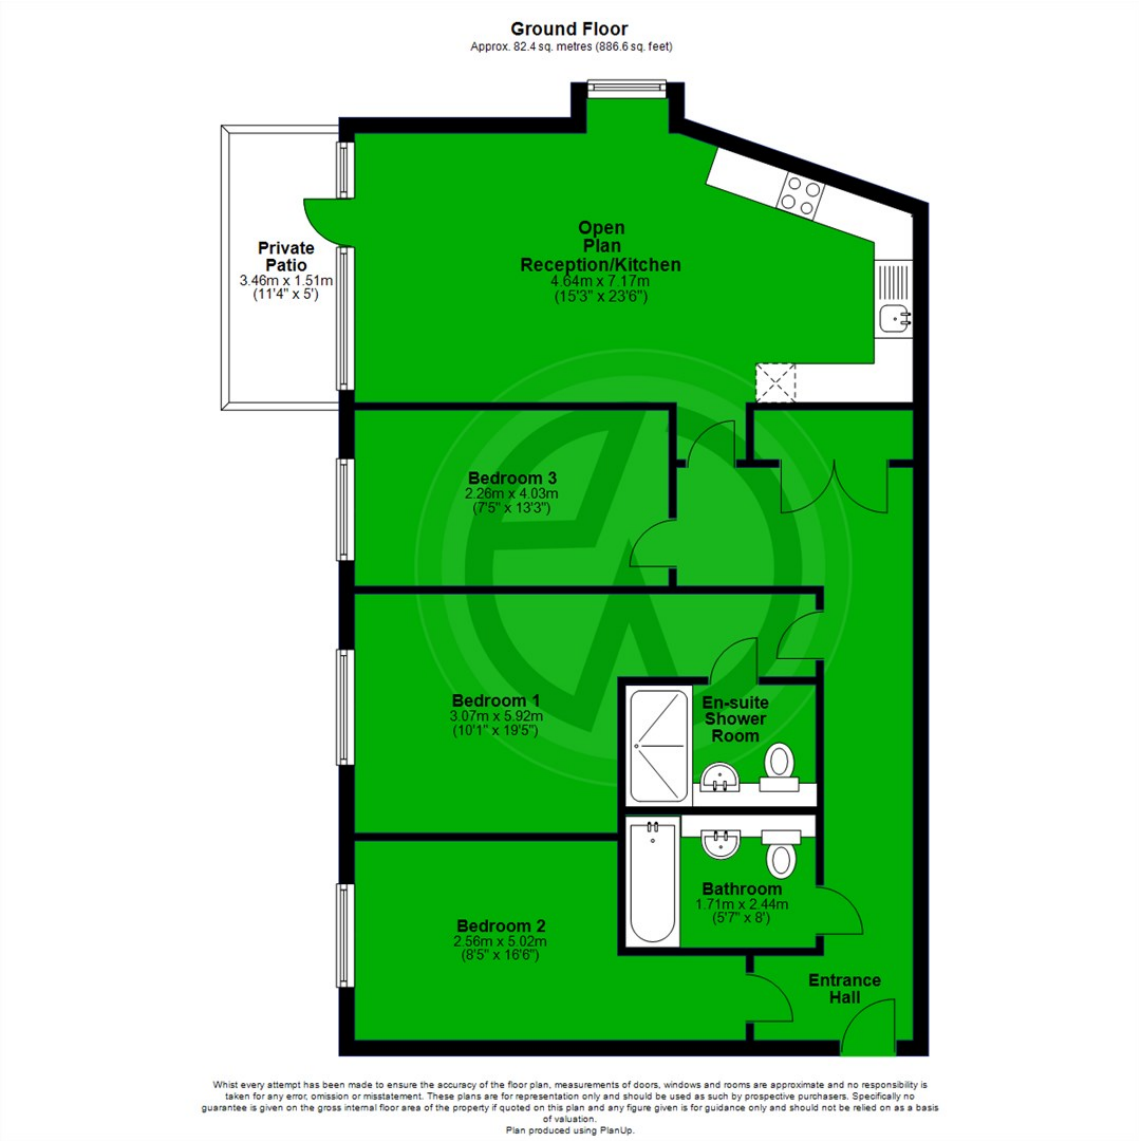 Ground Floor
Approx. 82.4 sq. metres (886.6 sq. feet)
Open
Plan
Reception/Kitchen
4.64m x 7.17m
(15'3" x 23'6")
Private
Patio
3.46m x 1.51m
(11'4" x 5')
Bedroom 3
2.26m x 4.03m
(7'5" x 13'3")
Bedroom 1
3.07m x 5.92m
(10'1" x 19'5")
En-suite
Shower
Room
Bathroom
1.71m x 2.44m
(5'7" x 8')
Bedroom 2
2.56m x 5.02m
(8'5" x 16'6")
Entrance
Hall
Whist every attempt has been made to ensure the accuracy of the floor plan, measurements of doors, windows and rooms are approximate and no responsibility is
taken for any error, omission or misstatement. These plans are for representation only and should be used as such by prospective purchasers. Specifically no
guarantee is given on the gross internal floor area of the property if quoted on this plan and any figure given is for guidance only and should not be relied on as a basis
of valuation.
Plan produced using PlanUp.